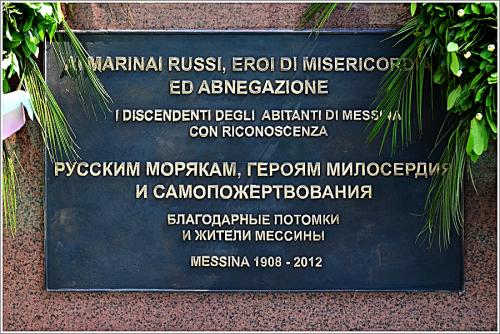 AI MARINAI RUSSI, EROI DI MISERICORDIA
ED ABNEGAZIONE
I DISCENDENTI DEGLI ABITANTI DI MESSINA
CON RICONOSCENZA
РУССКИМ МОРЯКАМ, ГЕРОЯМ МИЛОСЕРДИЯ
И САМОПОЖЕРТВОВАНИЯ
БЛАГОДАРНЫЕ ПОТОМКИ
И ЖИТЕЛИ МЕССИНЫ
MESSINA 1908 - 2012